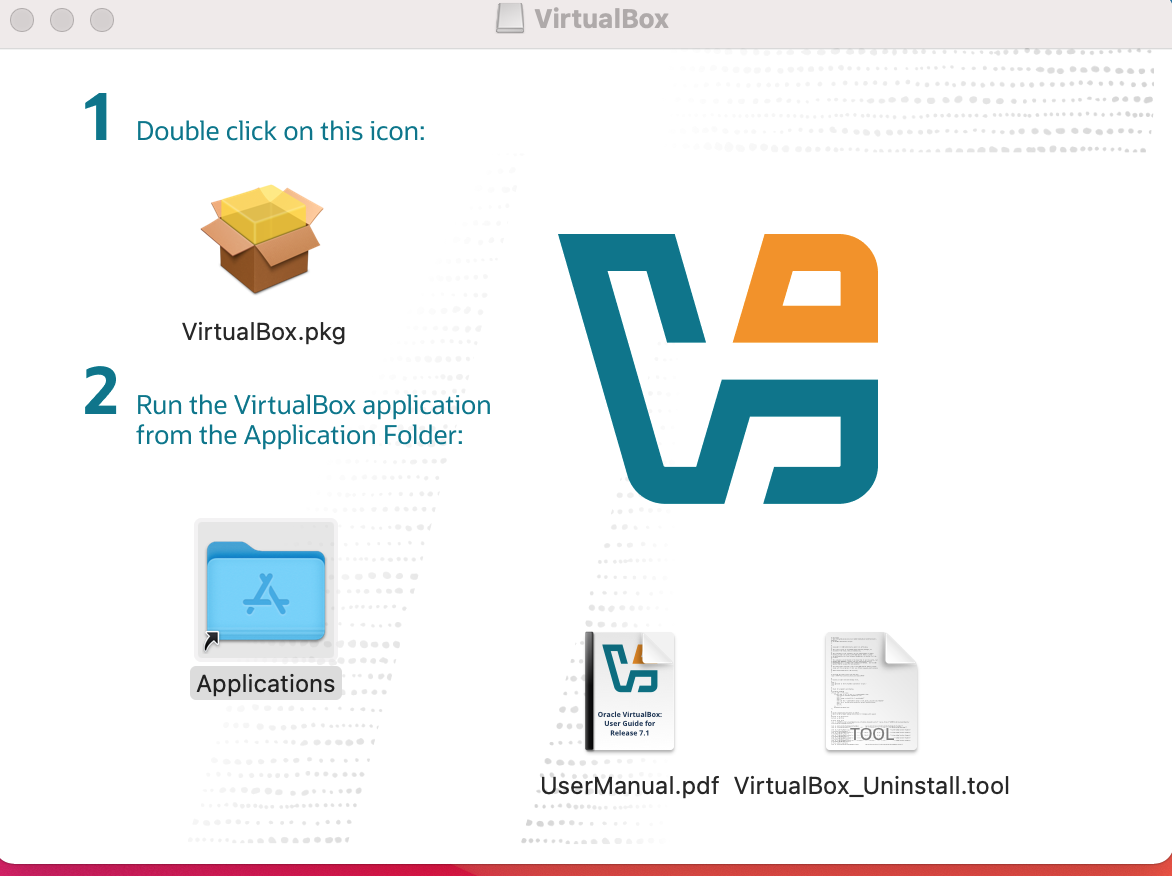 VirtualBox
1
Double click on this icon:
VirtualBox.pkg
2
Run the VirtualBox application
from the Application Folder:
Applications
Oracle VirtualBox:
User Guide for
Release 7.1
TOOL
UserManual.pdf
VirtualBox_Uninstall.tool